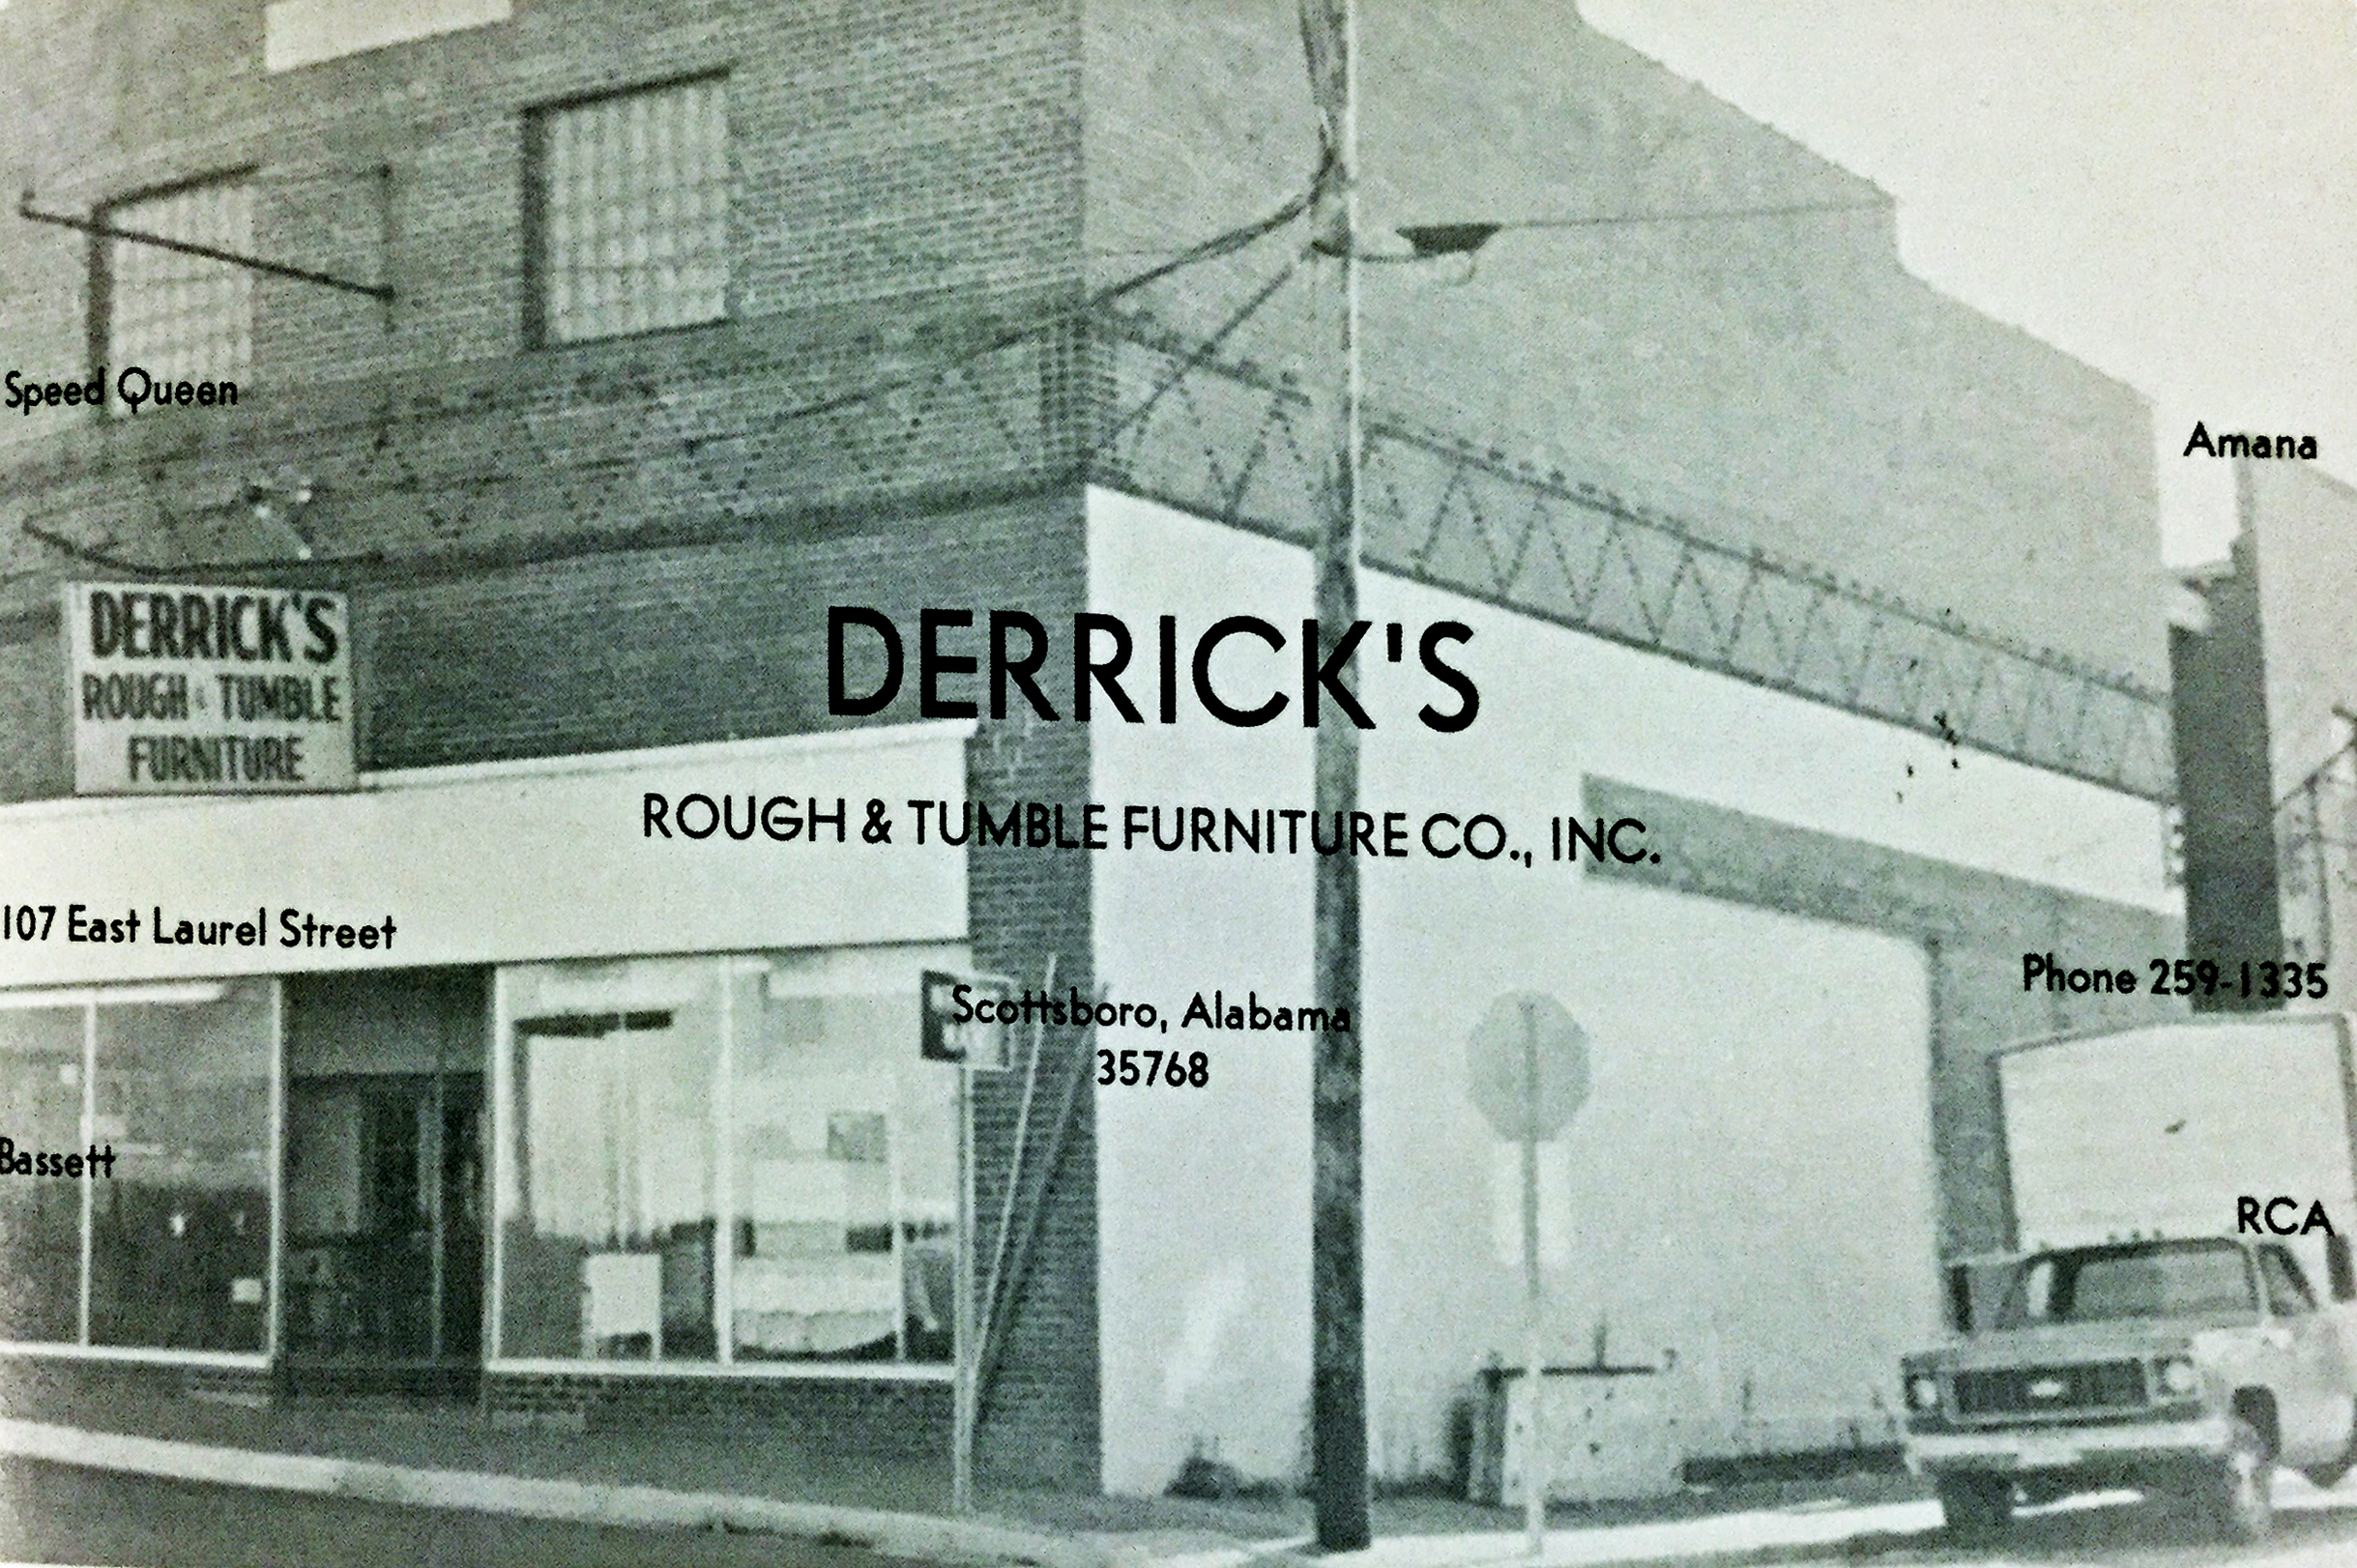 Speed Queen
Amana
DERRICK'S
ROUGH & TUMBLE
FURNITURE
DERRICK'S
ROUGH & TUMBLE FURNITURE CO., INC.
107 East Laurel Street
Phone 259-1335
Scottsboro, Alabama
35768
Bassett
RCA